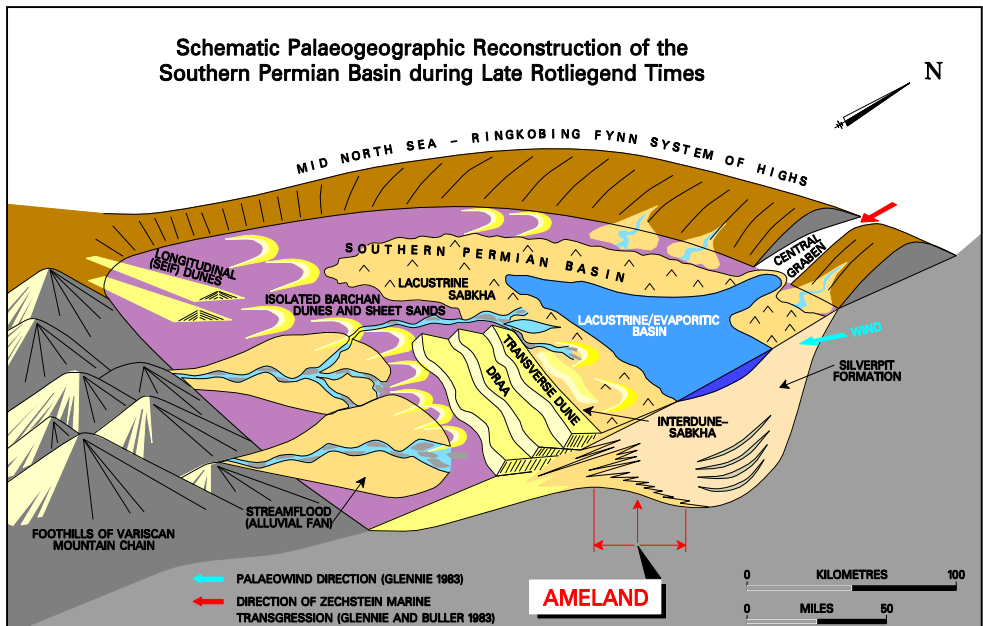 Schematic Palaeogeographic Reconstruction of the
Southern Permian Basin during Late Rotliegend Times
N
MID NORTH SEA – RINGKOBING FYNN SYSTEM OF HIGHS
CENTRAL
GRABEN
LONGITUDINAL
(SEIF) DUNES
SOUTHERN PERMIAN BASIN
LACUSTRINE
SABKHA
ISOLATED BARCHAN
DUNES AND SHEET SANDS
LACUSTRINE/EVAPORITIC
BASIN
WIND
TRANSVERSE DUNE
DRAA
SILVERPIT
FORMATION
INTERDUNE–
SABKHA
STREAMFLOOD
(ALLUVIAL FAN)
FOOTHILLS OF VARISCAN
MOUNTAIN CHAIN
PALAEOWIND DIRECTION (GLENNIE 1983)
DIRECTION OF ZECHSTEIN MARINE
TRANSGRESSION (GLENNIE AND BULLER 1983)
AMELAND
0 KILOMETRES 100
0 MILES 50